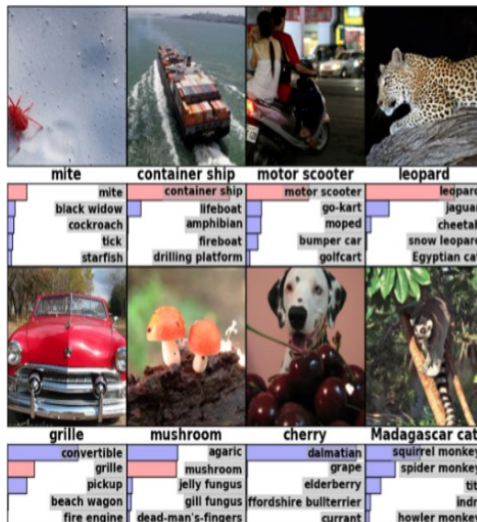 mite container ship motor scooter leopard
mite container ship motor scooter leopard
black widow lifeboat go-kart jaguar
cockroach amphibian moped cheetah
tick fireboat bumper car snow leopard
starfish drilling platform golfcart Egyptian cat
grille mushroom cherry Madagascar cat
convertible agaric dalmatian squirrel monkey
grille mushroom grape spider monkey
pickup jelly fungus elderberry tit
beach wagon gill fungus ffordshire bullterrier indr
fire engine dead-man's-fingers currant howler monkey